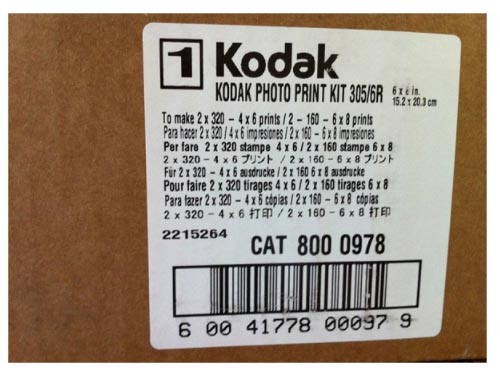 1 Kodak
KODAK PHOTO PRINT KIT 305/6R 6 x 8 in.
15.2 x 20.3 cm
To make 2 x 320 - 4 x 6 prints / 2 - 160 - 6 x 8 prints
Para hacer 2 x 320 / 4 x 6 impresiones / 2 x 160 - 6 x 8 impresiones
Per fare 2 x 320 stampe 4 x 6 / 2 x 160 stampe 6 x 8
2 x 320 - 4 x 6 プリント / 2 x 160 - 6 x 8 プリント
Für 2 x 320 - 4 x 6 ausdrucke / 2 x 160 6 x 8 ausdrucke
Pour faire 2 x 320 tirages 4 x 6 / 2 x 160 tirages 6 x 8
Para fazer 2 x 320 - 4 x 6 cópias / 2 x 160 - 6 x 8 cópias
2 x 320 - 4 x 6 打印 / 2 x 160 - 6 x 8 打印
2215264 CAT 800 0978
6 00 41778 00097 9